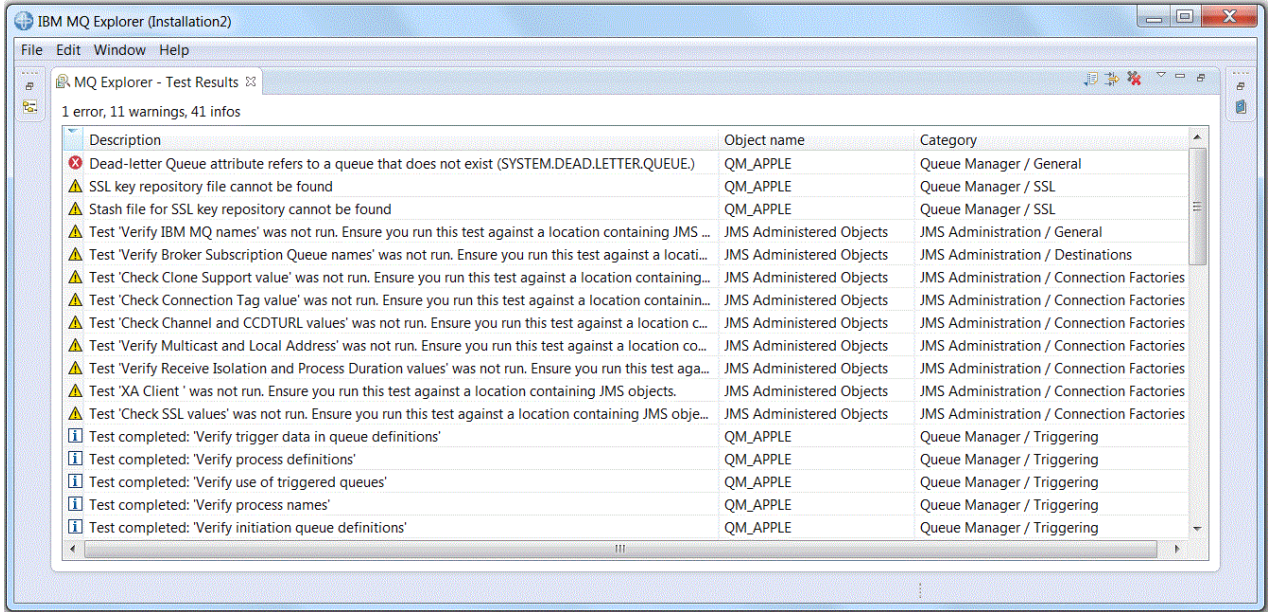 IBM MQ Explorer (Installation2)
File Edit Window Help
MQ Explorer - Test Results
1 error, 11 warnings, 41 infos
Description Object name Category
Dead-letter Queue attribute refers to a queue that does not exist (SYSTEM.DEAD.LETTER.QUEUE.) QM_APPLE Queue Manager / General
SSL key repository file cannot be found QM_APPLE Queue Manager / SSL
Stash file for SSL key repository cannot be found QM_APPLE Queue Manager / SSL
Test 'Verify IBM MQ names' was not run. Ensure you run this test against a location containing JMS ... JMS Administered Objects JMS Administration / General
Test 'Verify Broker Subscription Queue names' was not run. Ensure you run this test against a locati... JMS Administered Objects JMS Administration / Destinations
Test 'Check Clone Support value' was not run. Ensure you run this test against a location containing... JMS Administered Objects JMS Administration / Connection Factories
Test 'Check Connection Tag value' was not run. Ensure you run this test against a location containin... JMS Administered Objects JMS Administration / Connection Factories
Test 'Check Channel and CCDTURL values' was not run. Ensure you run this test against a location c... JMS Administered Objects JMS Administration / Connection Factories
Test 'Verify Multicast and Local Address' was not run. Ensure you run this test against a location co... JMS Administered Objects JMS Administration / Connection Factories
Test 'Verify Receive Isolation and Process Duration values' was not run. Ensure you run this test aga... JMS Administered Objects JMS Administration / Connection Factories
Test 'XA Client ' was not run. Ensure you run this test against a location containing JMS objects. JMS Administered Objects JMS Administration / Connection Factories
Test 'Check SSL values' was not run. Ensure you run this test against a location containing JMS obje... JMS Administered Objects JMS Administration / Connection Factories
Test completed: 'Verify trigger data in queue definitions' QM_APPLE Queue Manager / Triggering
Test completed: 'Verify process definitions' QM_APPLE Queue Manager / Triggering
Test completed: 'Verify use of triggered queues' QM_APPLE Queue Manager / Triggering
Test completed: 'Verify process names' QM_APPLE Queue Manager / Triggering
Test completed: 'Verify initiation queue definitions' QM_APPLE Queue Manager / Triggering